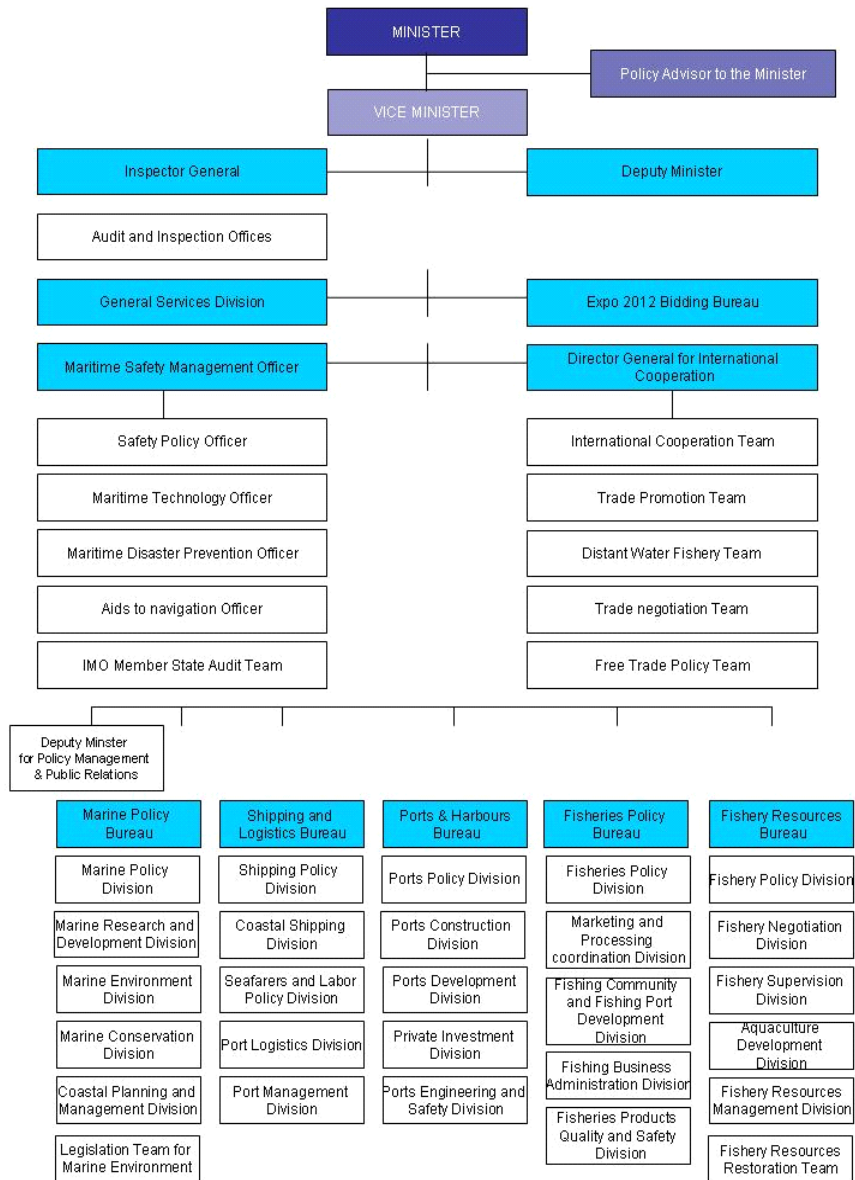 MINISTER
Policy Advisor to the Minister
VICE MINISTER
Inspector General
Deputy Minister
Audit and Inspection Offices
General Services Division
Expo 2012 Bidding Bureau
Maritime Safety Management Officer
Director General for International
Cooperation
Safety Policy Officer
International Cooperation Team
Maritime Technology Officer
Trade Promotion Team
Maritime Disaster Prevention Officer
Distant Water Fishery Team
Aids to navigation Officer
Trade negotiation Team
IMO Member State Audit Team
Free Trade Policy Team
Deputy Minster
for Policy Management
& Public Relations
Marine Policy
Bureau
Marine Policy
Division
Marine Research and
Development Division
Marine Environment
Division
Marine Conservation
Division
Coastal Planning and
Management Division
Legislation Team for
Marine Environment
Shipping and
Logistics Bureau
Shipping Policy
Division
Coastal Shipping
Division
Seafarers and Labor
Policy Division
Port Logistics Division
Port Management
Division
Ports & Harbours
Bureau
Ports Policy Division
Ports Construction
Division
Ports Development
Division
Private Investment
Division
Ports Engineering and
Safety Division
Fisheries Policy
Bureau
Fisheries Policy
Division
Marketing and
Processing
coordination Division
Fishing Community
and Fishing Port
Development
Division
Fishing Business
Administration Division
Fisheries Products
Quality and Safety
Division
Fishery Resources
Bureau
Fishery Policy Division
Fishery Negotiation
Division
Fishery Supervision
Division
Aquaculture
Development
Division
Fishery Resources
Management Division
Fishery Resources
Restoration Team